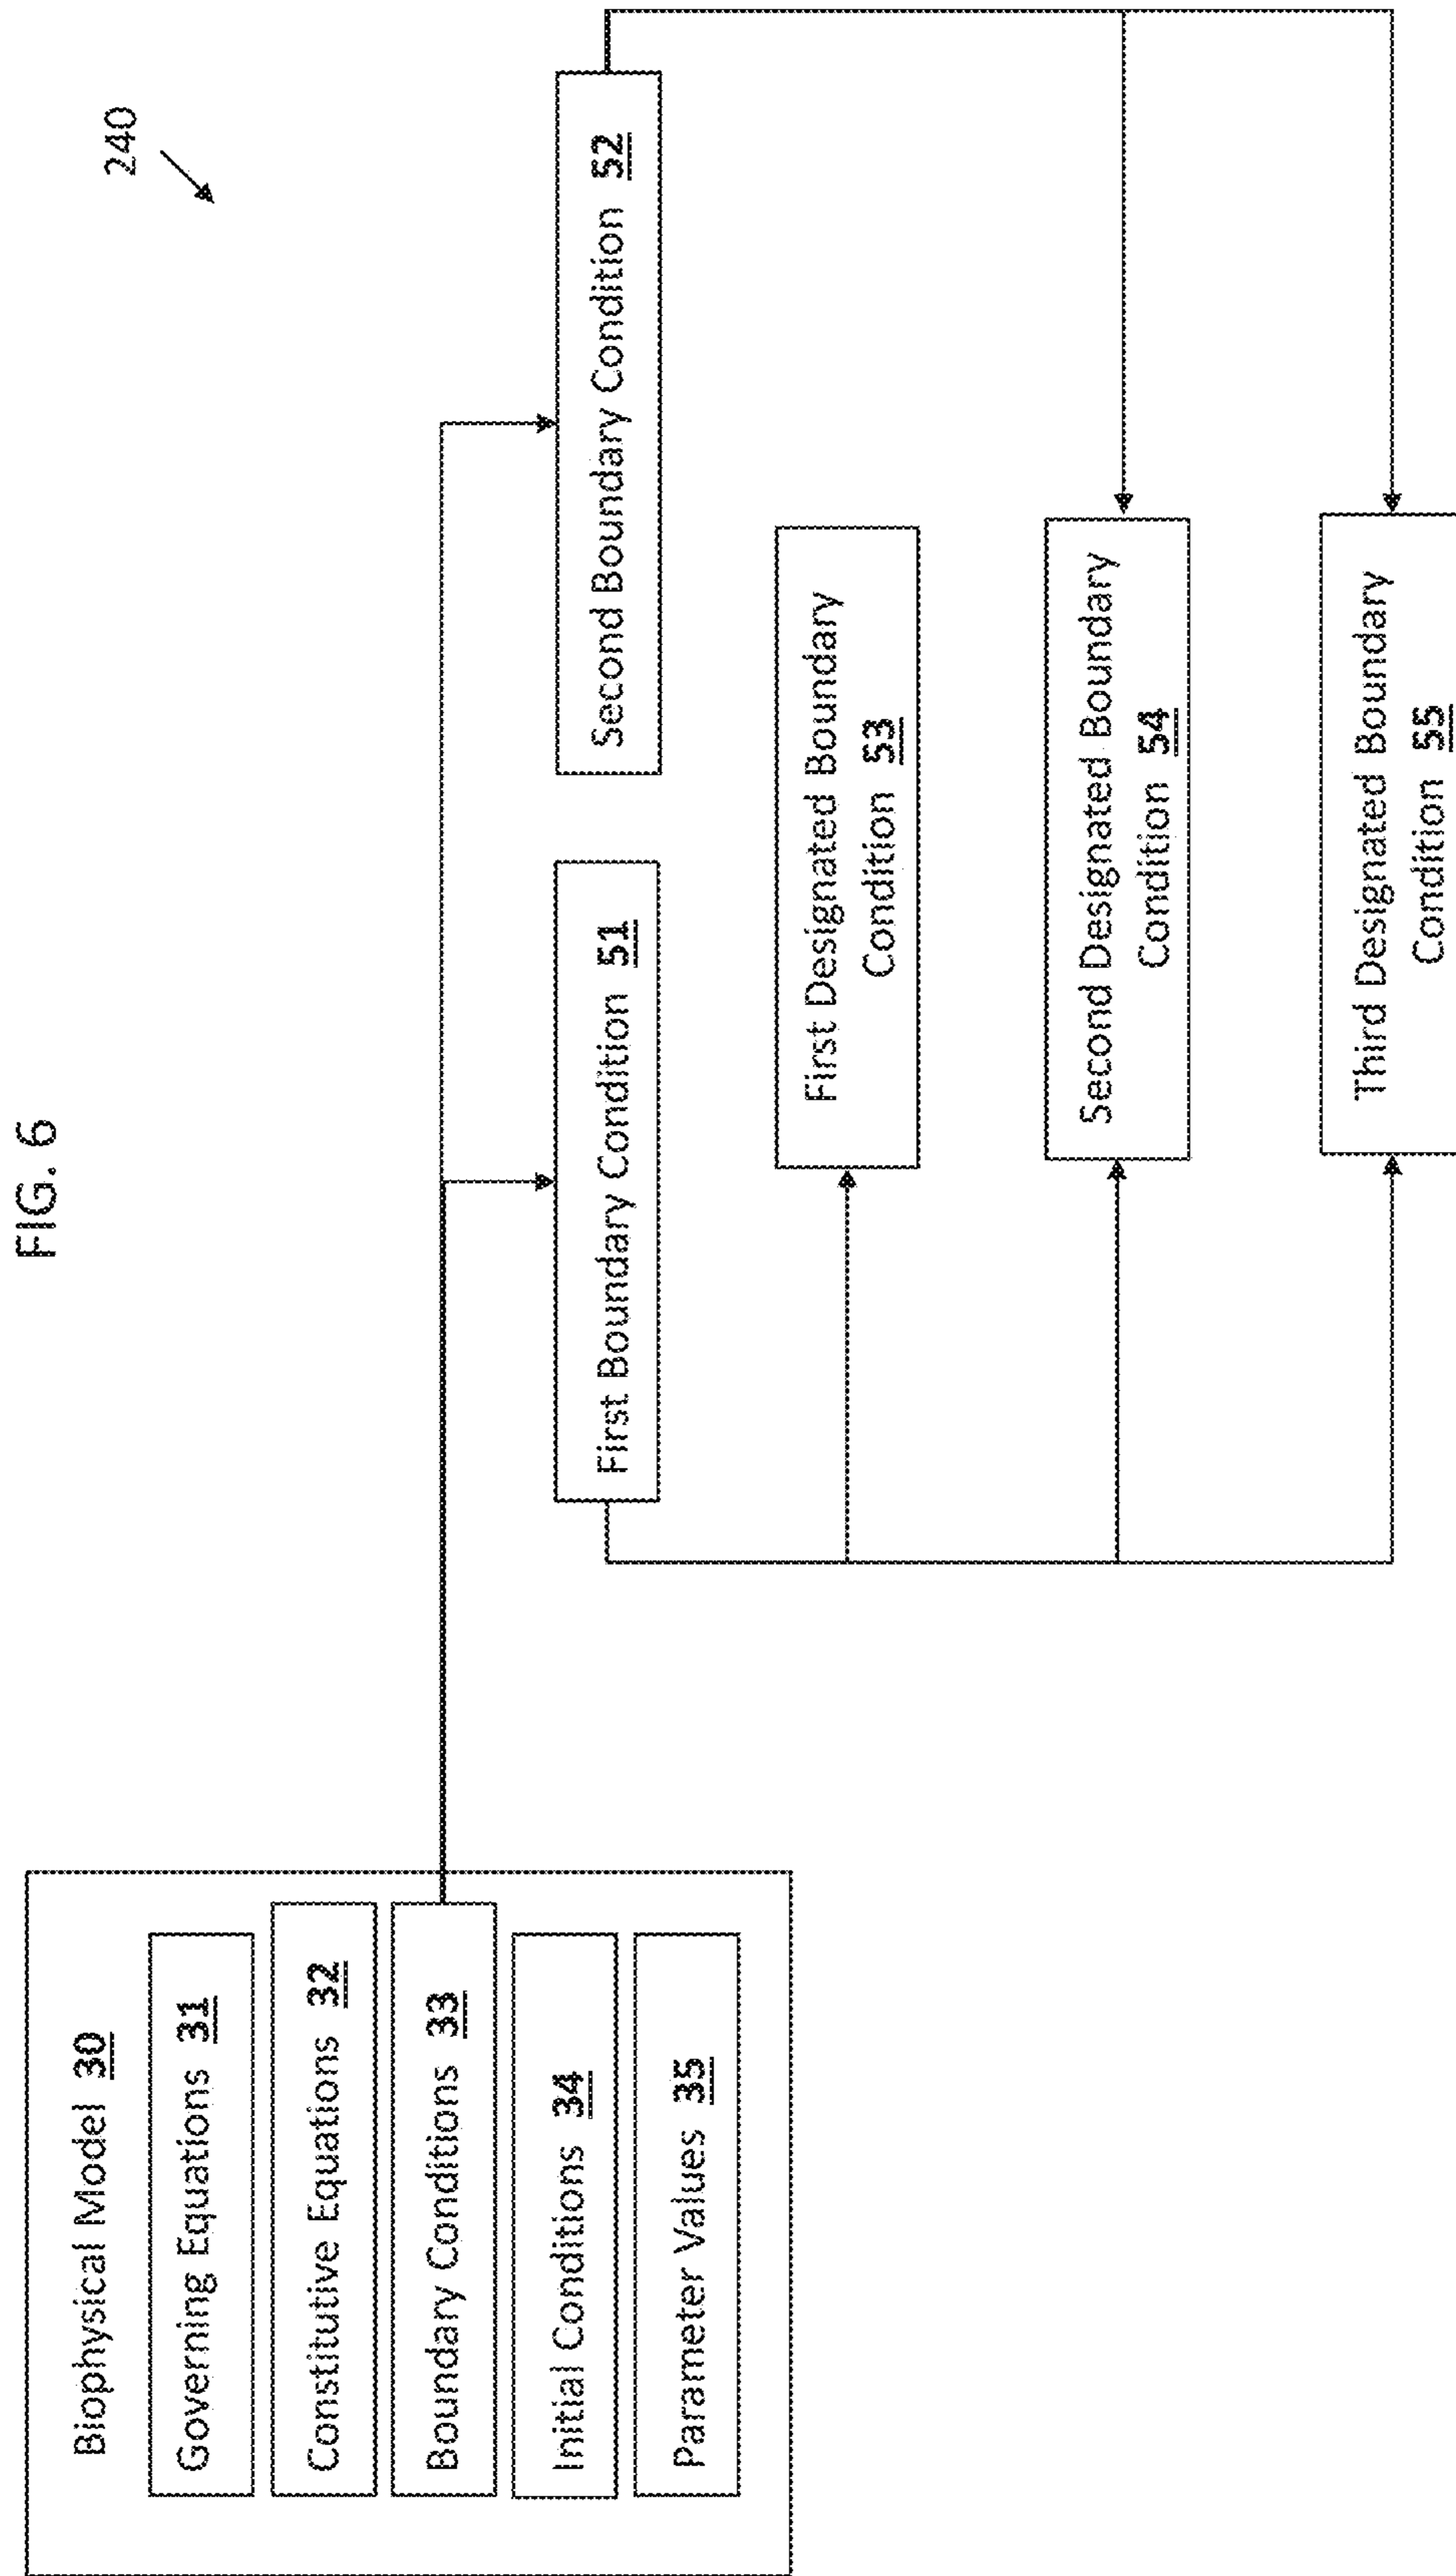 FIG. 6
240
Biophysical Model 30
Governing Equations 31
Constitutive Equations 32
Boundary Conditions 33
Initial Conditions 34
Parameter Values 35
First Boundary Condition 51
Second Boundary Condition 52
First Designated Boundary
Condition 53
Second Designated Boundary
Condition 54
Third Designated Boundary
Condition 55